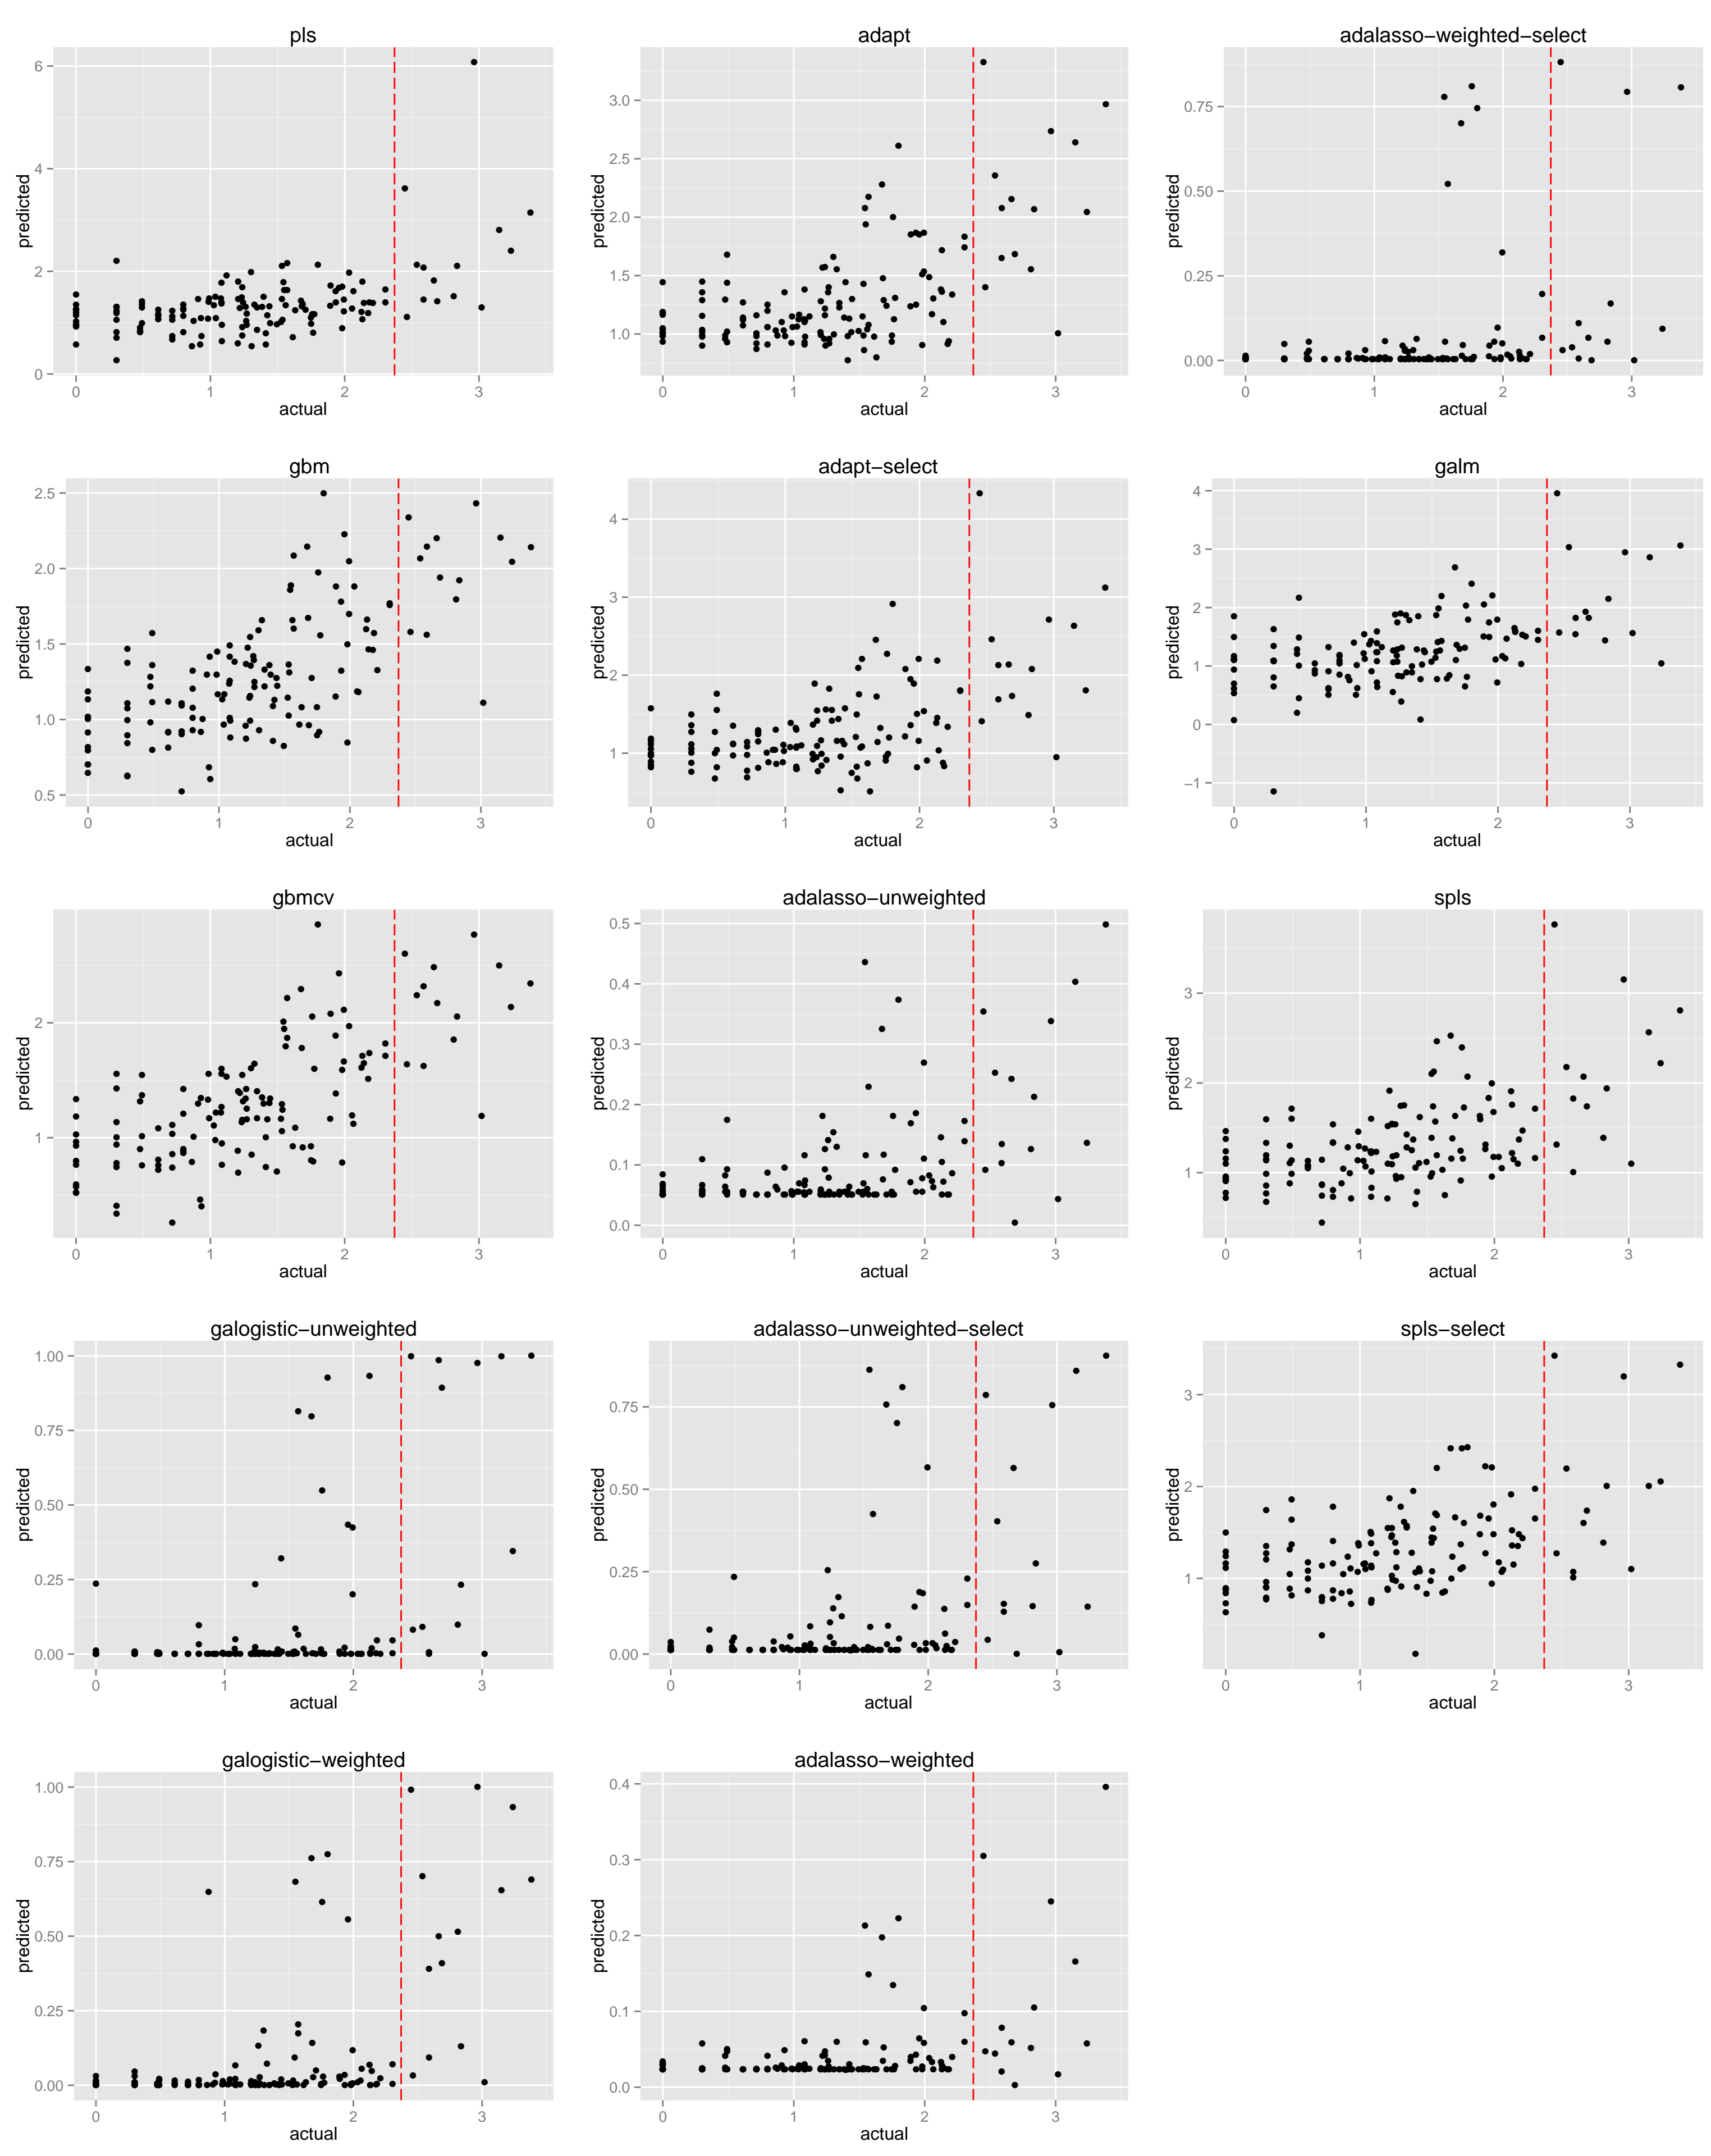 pls
predicted
6
4
2
0
0 1 2 3
actual
adapt
predicted
3.0
2.5
2.0
1.5
1.0
0 1 2 3
actual
adalasso−weighted−select
predicted
0.75
0.50
0.25
0.00
0 1 2 3
actual
gbm
predicted
2.5
2.0
1.5
1.0
0.5
0 1 2 3
actual
adapt−select
predicted
4
3
2
1
0 1 2 3
actual
galm
predicted
4
3
2
1
0
−1
0 1 2 3
actual
gbmcv
predicted
2
1
0 1 2 3
actual
adalasso−unweighted
predicted
0.5
0.4
0.3
0.2
0.1
0.0
0 1 2 3
actual
spls
predicted
3
2
1
0 1 2 3
actual
galogistic−unweighted
predicted
1.00
0.75
0.50
0.25
0.00
0 1 2 3
actual
adalasso−unweighted−select
predicted
0.75
0.50
0.25
0.00
0 1 2 3
actual
spls−select
predicted
3
2
1
0 1 2 3
actual
galogistic−weighted
predicted
1.00
0.75
0.50
0.25
0.00
0 1 2 3
actual
adalasso−weighted
predicted
0.4
0.3
0.2
0.1
0.0
0 1 2 3
actual